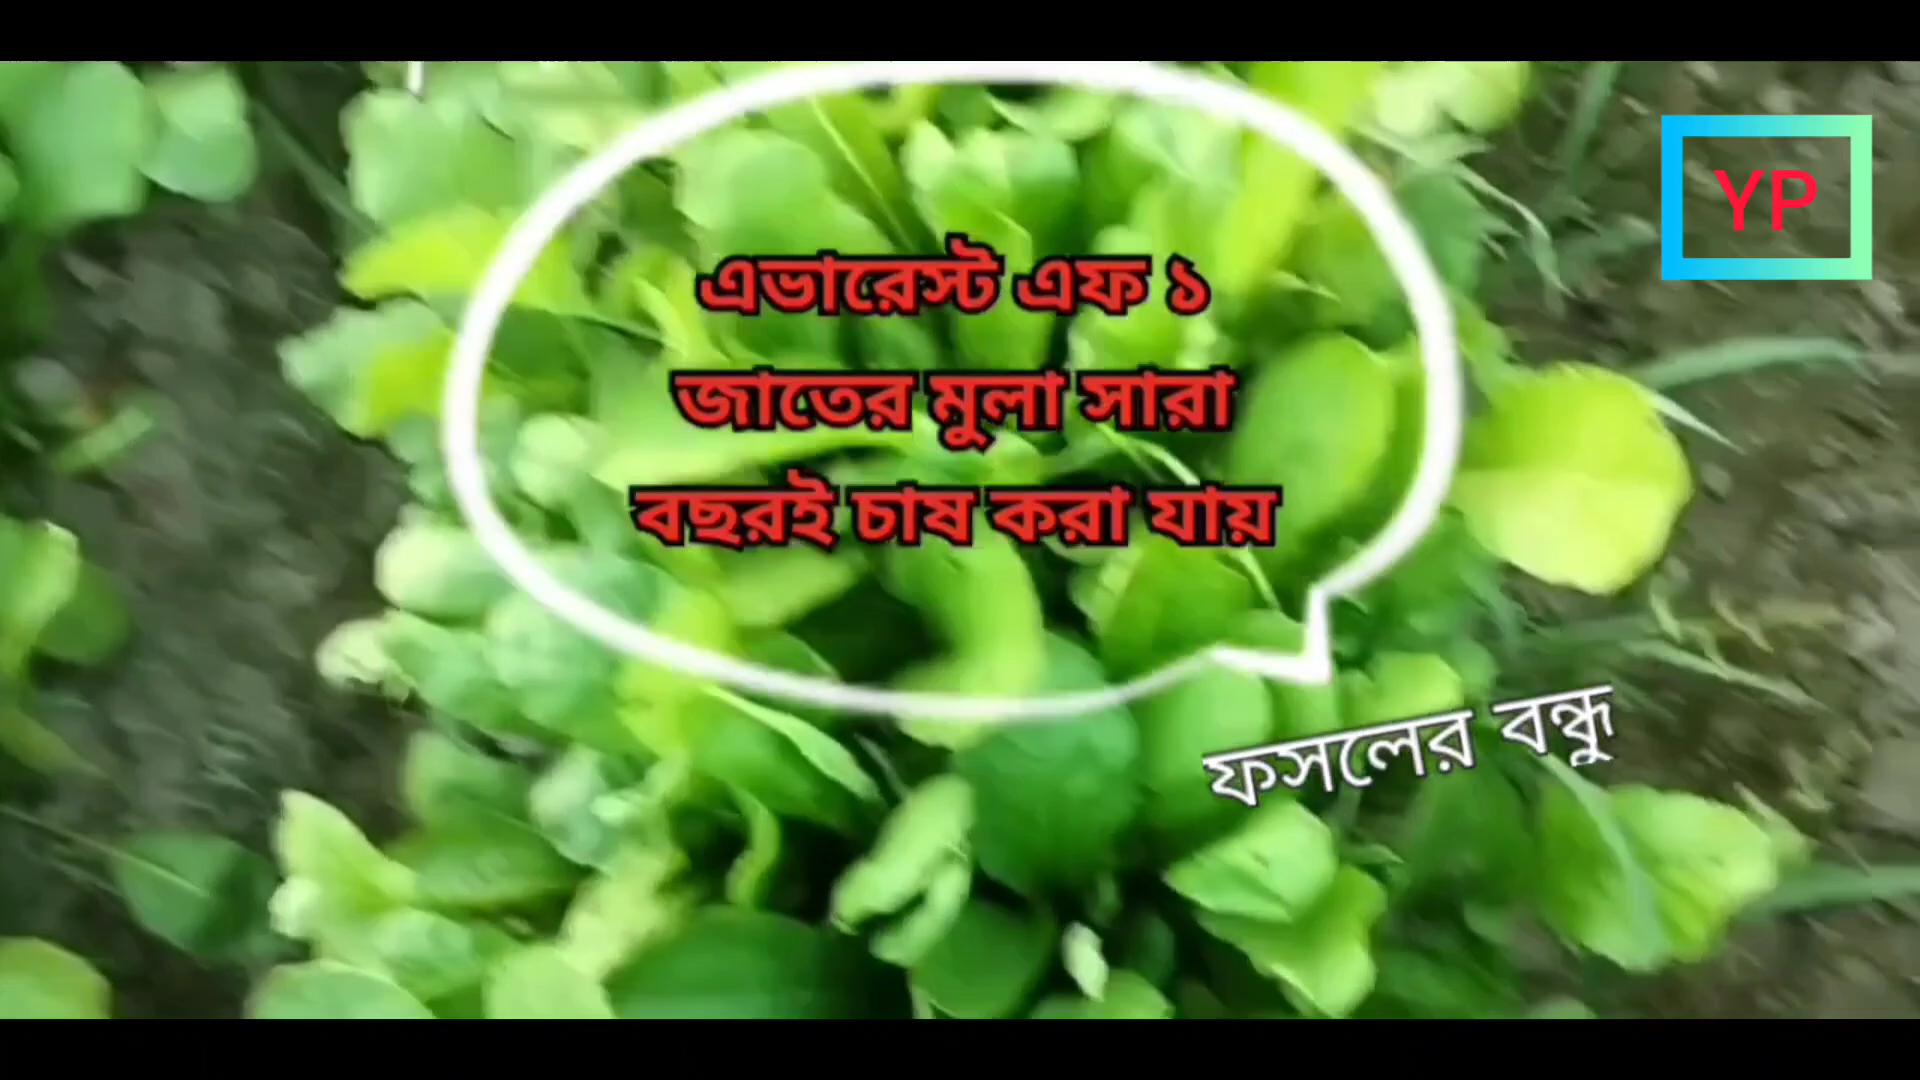 YP
এভারেস্ট এফ ১
জাতের মুলা সারা
বছরই চাষ করা যায়
ফসলের বন্ধু